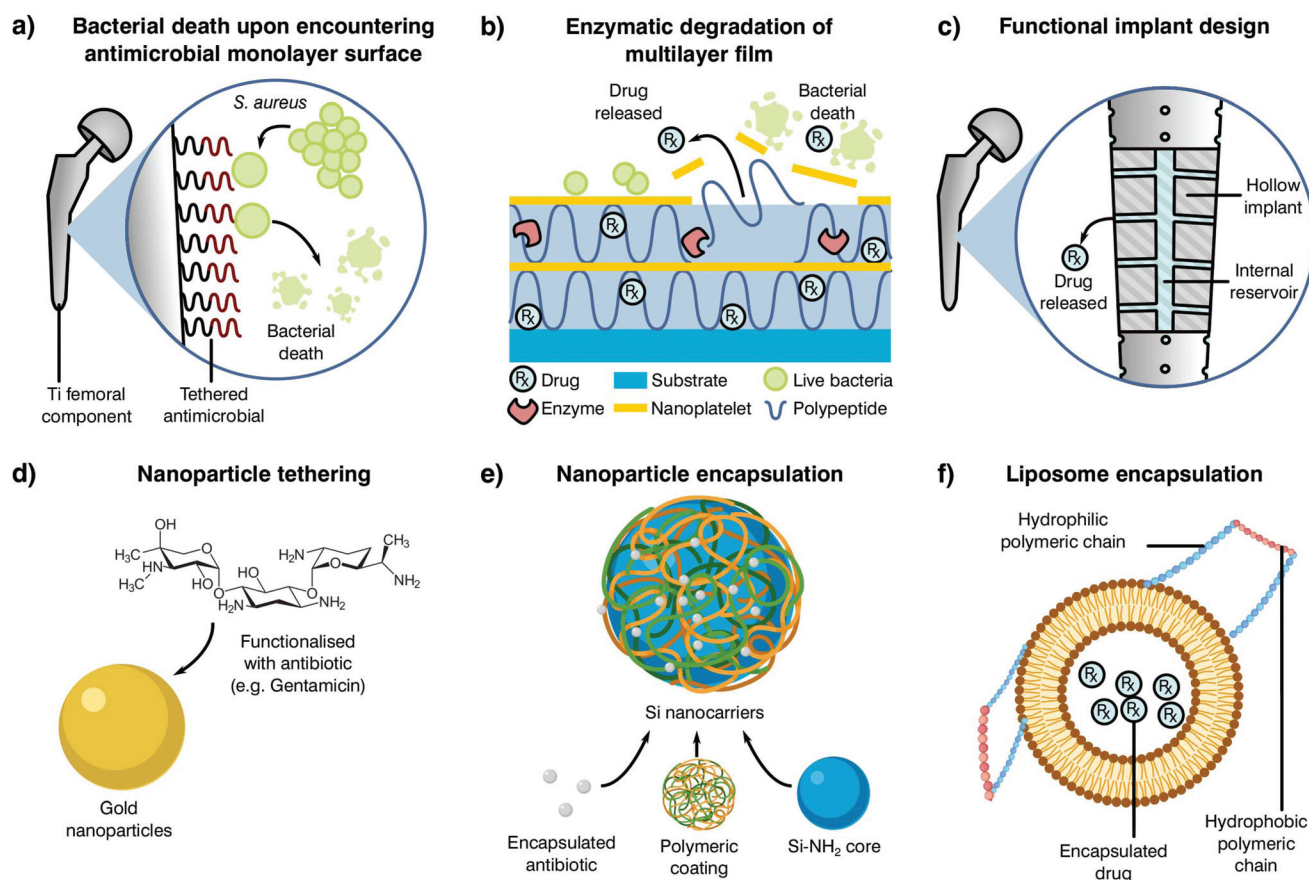 a)
Bacterial death upon encountering
antimicrobial monolayer surface
S. aureus
Bacterial
death
Ti femoral
component
Tethered
antimicrobial
b)
Enzymatic degradation of
multilayer film
Drug
released
Bacterial
death
Rx
Rx
Rx
Rx
Rx
Rx
Rx
Rx
Rx Drug
Substrate
Live bacteria
Enzyme
Nanoplatelet
Polypeptide
c)
Functional implant design
Hollow
implant
Rx
Drug
released
Internal
reservoir
d)
Nanoparticle tethering
OH
H₃C
O
CH₃
HN
H₃C
HO
O
HO
H₂N
O
O
O
H₂N
NH₂
NH₂
Functionalised
with antibiotic
(e.g. Gentamicin)
Gold
nanoparticles
e)
Nanoparticle encapsulation
Si nanocarriers
Encapsulated
antibiotic
Polymeric
coating
Si-NH₂ core
f)
Liposome encapsulation
Hydrophilic
polymeric chain
Rx
Rx
Rx
Rx
Rx
Rx
Encapsulated
drug
Hydrophobic
polymeric
chain